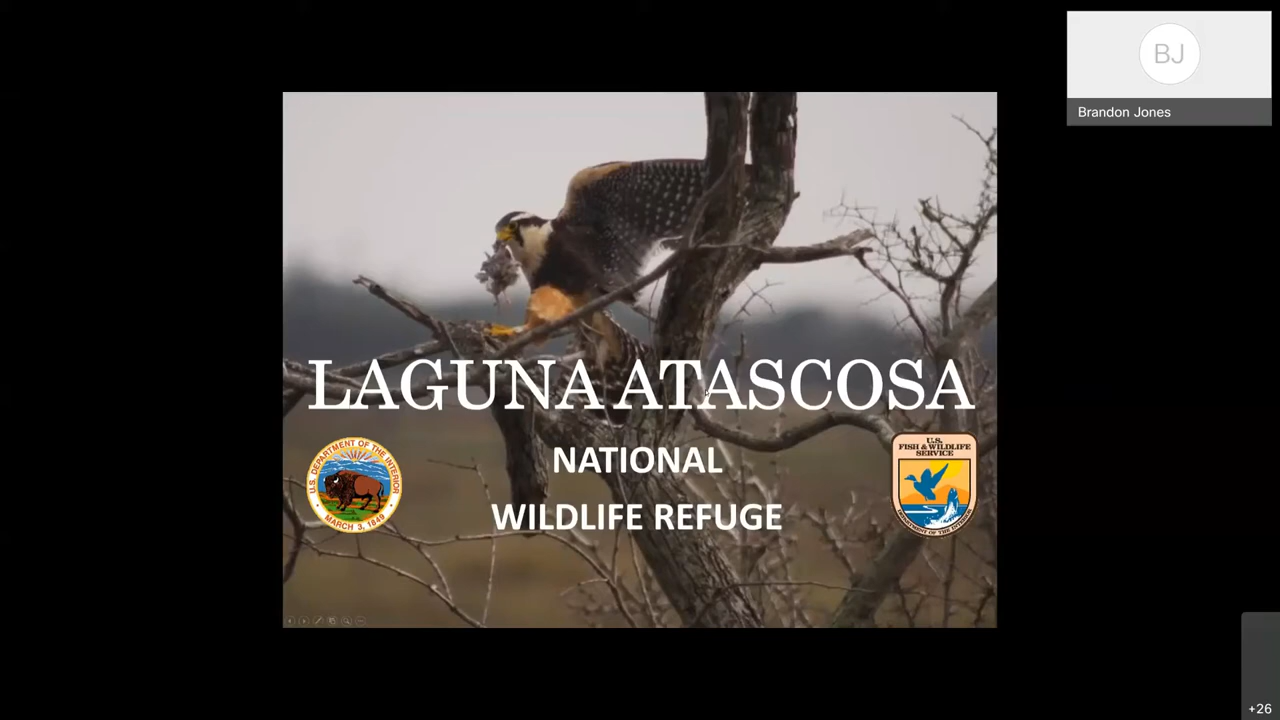 BJ
Brandon Jones
LAGUNA ATASCOSA
NATIONAL
WILDLIFE REFUGE
U.S. DEPARTMENT OF THE INTERIOR
MARCH 3, 1849
U.S.
FISH & WILDLIFE
SERVICE
DEPARTMENT OF THE INTERIOR
+26